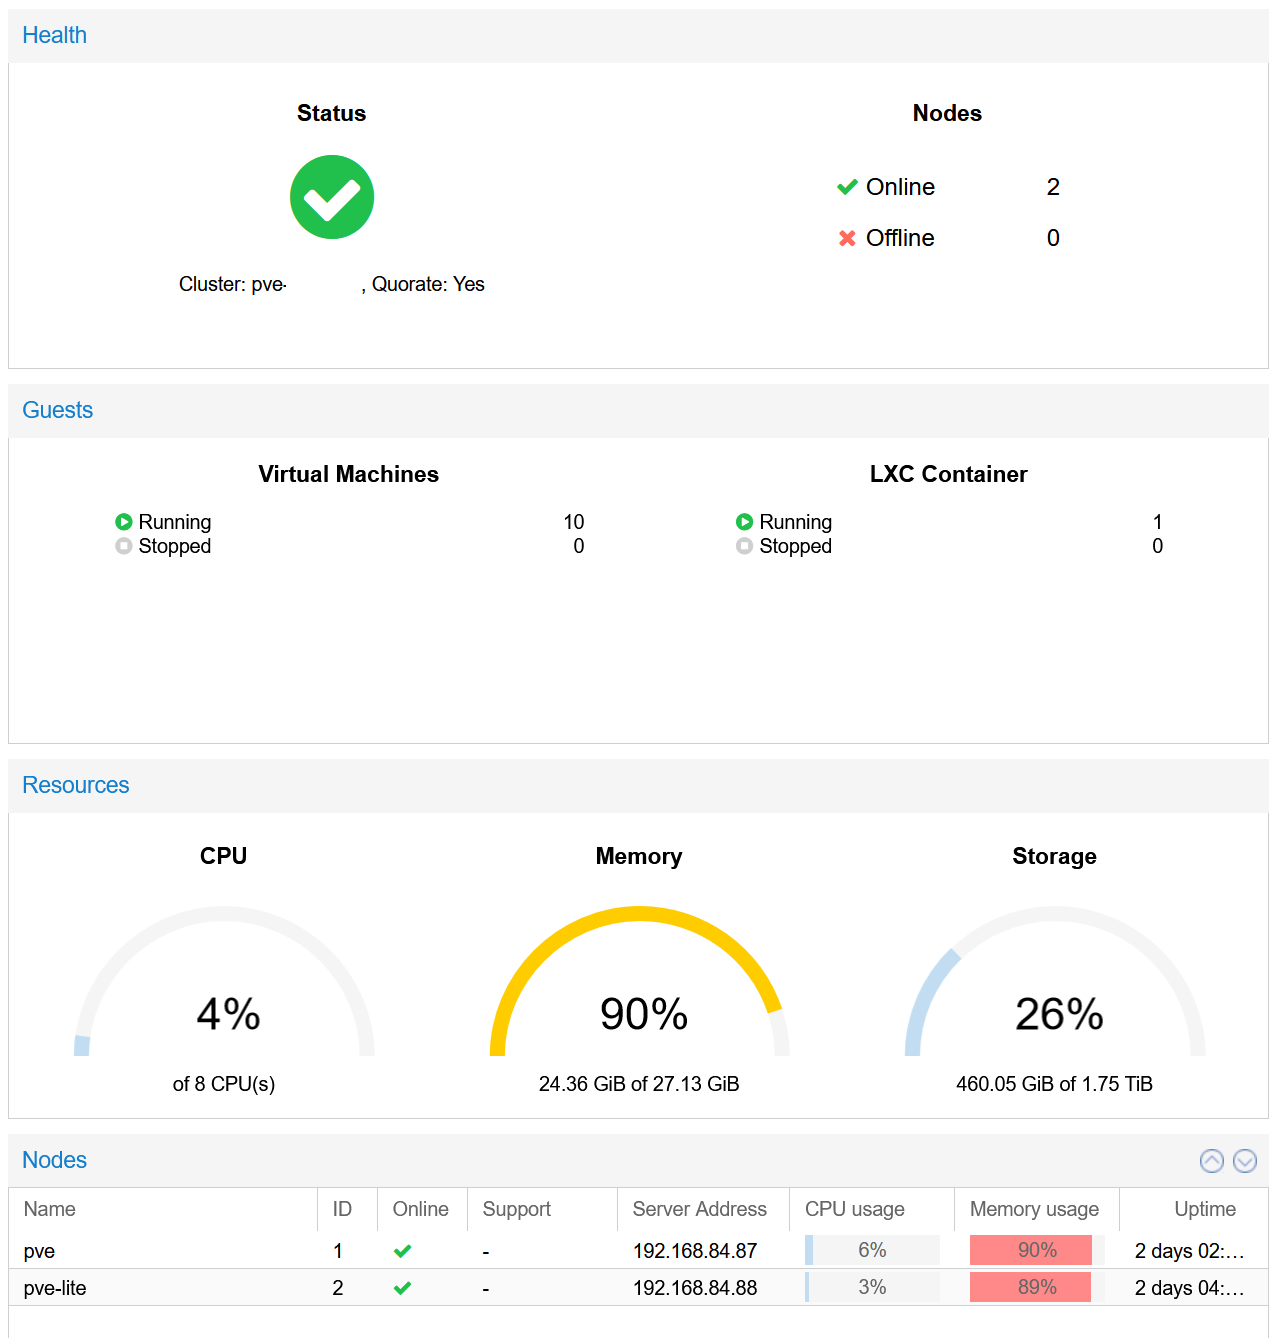 Health
Status
Nodes
Online 2
Offline 0
Cluster: pve- , Quorate: Yes
Guests
Virtual Machines
LXC Container
Running 10
Stopped 0
Running 1
Stopped 0
Resources
CPU
Memory
Storage
4%
90%
26%
of 8 CPU(s)
24.36 GiB of 27.13 GiB
460.05 GiB of 1.75 TiB
Nodes
Name ID Online Support Server Address CPU usage Memory usage Uptime
pve 1 - 192.168.84.87 6% 90% 2 days 02:...
pve-lite 2 - 192.168.84.88 3% 89% 2 days 04:...